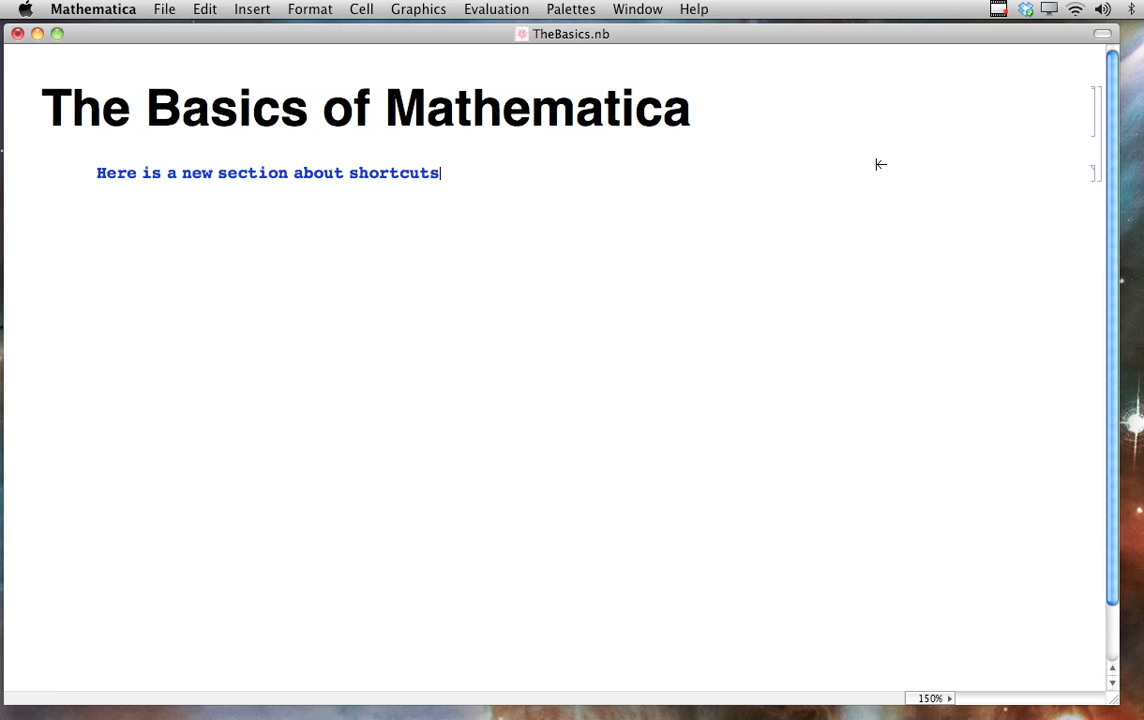 Mathematica File Edit Insert Format Cell Graphics Evaluation Palettes Window Help
TheBasics.nb
The Basics of Mathematica
Here is a new section about shortcuts
150%